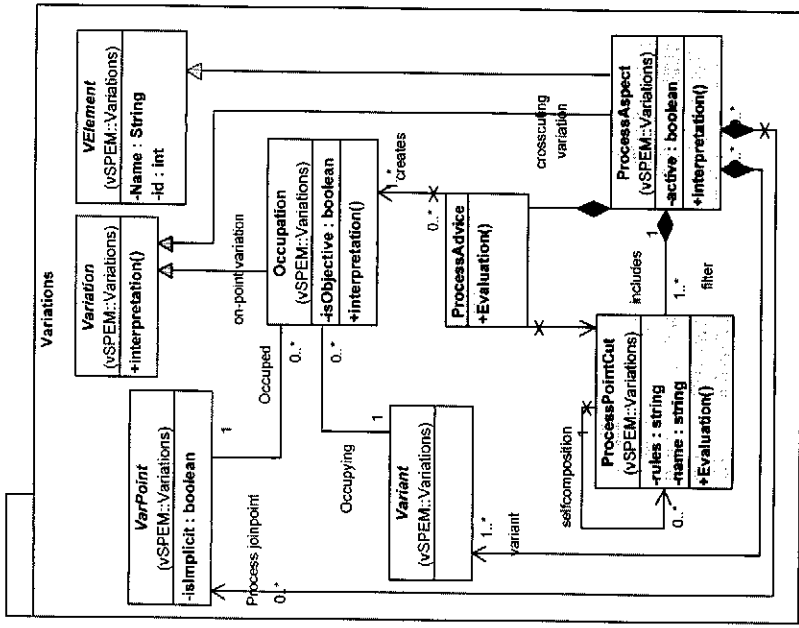 Variations
Variation
(vSPEM::Variations)
+interpretation()
VElement
(vSPEM::Variations)
-Name : String
-id : int
VarPoint
(vSPEM::Variations)
-isImplicit : boolean
Process joinpoint
0..*
1
Occuped
0..*
on-point variation
Occupation
(vSPEM::Variations)
-isObjective : boolean
+interpretation()
0..*
Occupying
1
Variant
(vSPEM::Variations)
1..*
variant
1..*
creates
0..*
ProcessAdvice
+Evaluation()
crosscuting
variation
ProcessAspect
(vSPEM::Variations)
-active : boolean
+interpretation()
1
includes
1..*
filter
selfcomposition
1
0..*
ProcessPointCut
(vSPEM::Variations)
-rules : string
-name : string
+Evaluation()